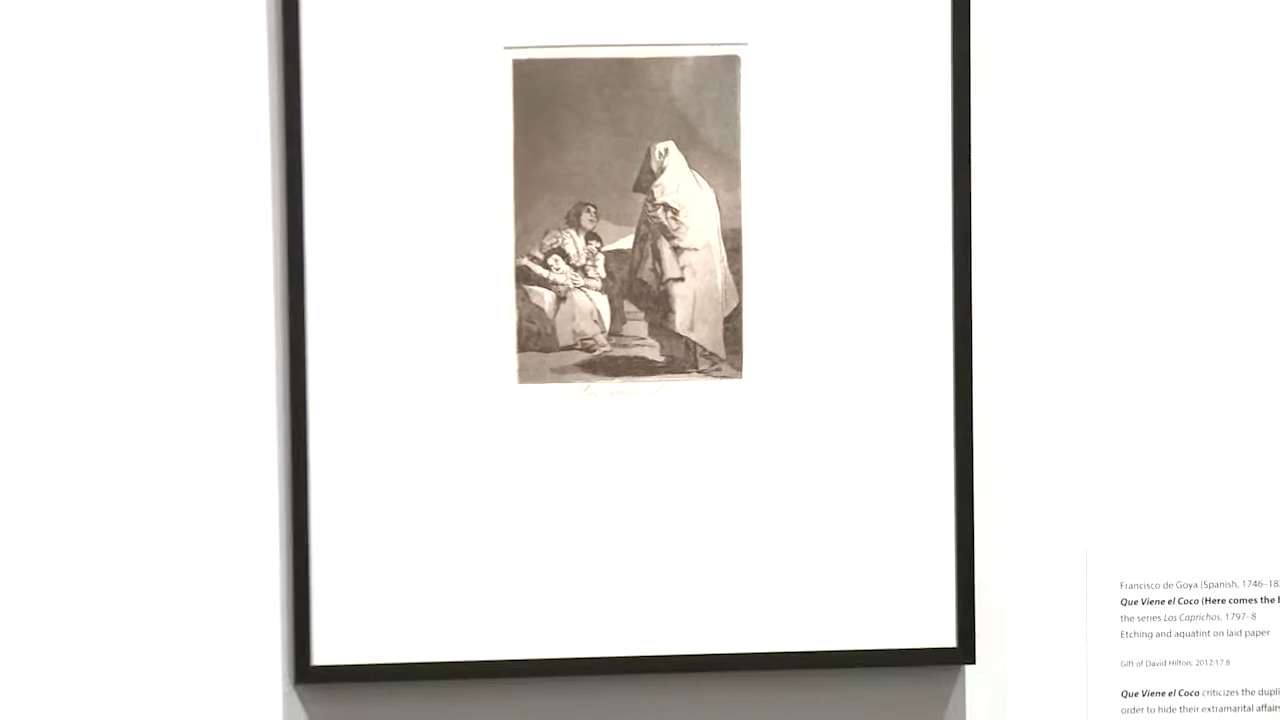 Francisco de Goya (Spanish, 1746-18
Que Viene el Coco (Here comes the
the series Los Caprichos, 1797-8
Etching and aquatint on laid paper
Gift of David Hilton, 2012.17.8
Que Viene el Coco criticizes the
order to hide their extramarital